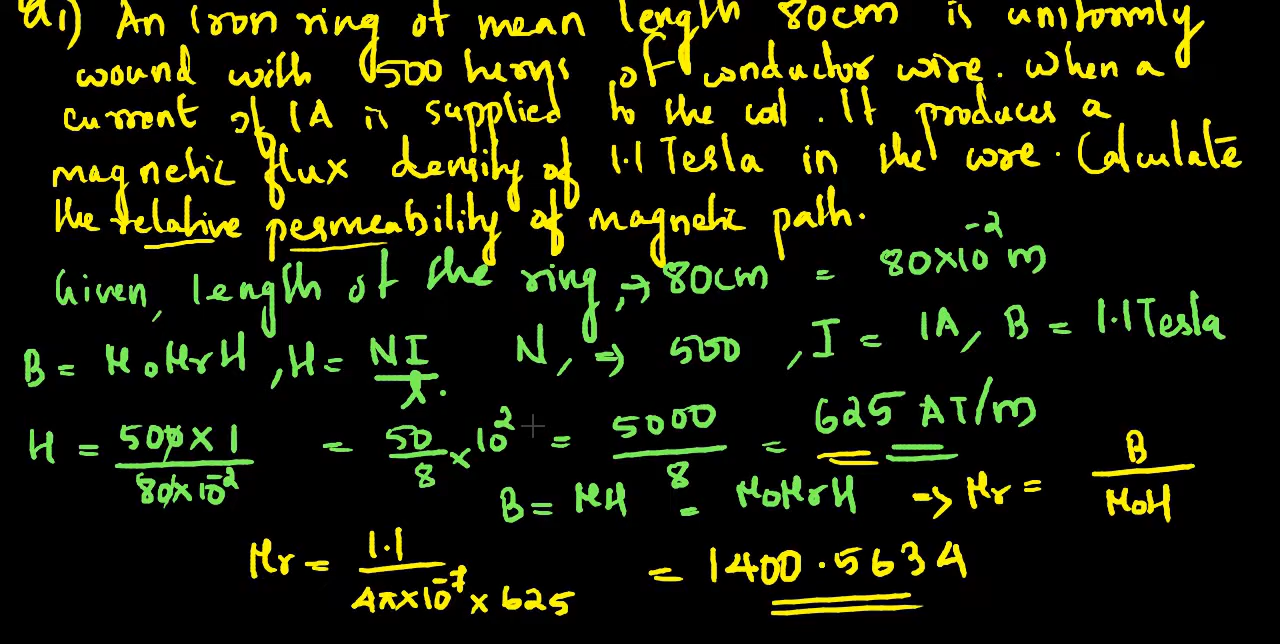 Q1) An Iron ring of mean length 80cm is uniformly
wound with 500 turns of conductor wire. When a
current of 1A is supplied to the coil. It produces a
magnetic flux density of 1.1 Tesla in the core. Calculate
the relative permeability of magnetic path.
Given, length of the ring, → 80cm = 80×10⁻² m
B = μ₀μᵣH, H = NI/l. N, ⇒ 500, I = 1A, B = 1.1 Tesla
H = 500×1/80×10⁻² = 50/8 × 10² = 5000/8 = 625 AT/m
B = μH = μ₀μᵣH → μᵣ = B/μ₀H
μᵣ = 1.1/4π×10⁻⁷×625 = 1400.5634